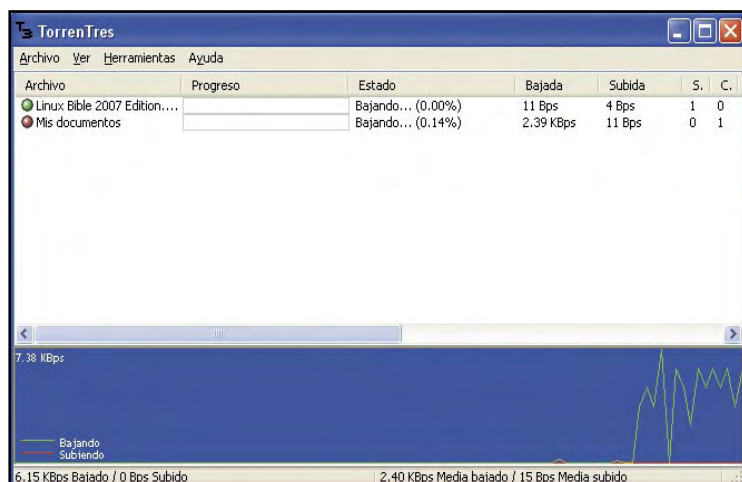 T3 TorrenTres
Archivo Ver Herramientas Ayuda
Archivo Progreso Estado Bajada Subida S. C.
Linux Bible 2007 Edition.... Bajando... (0.00%) 11 Bps 4 Bps 1 0
Mis documentos Bajando... (0.14%) 2.39 KBps 11 Bps 0 1
7.38 KBps
Bajando
Subiendo
6.15 KBps Bajado / 0 Bps Subido 2.40 KBps Media bajado / 15 Bps Media subido